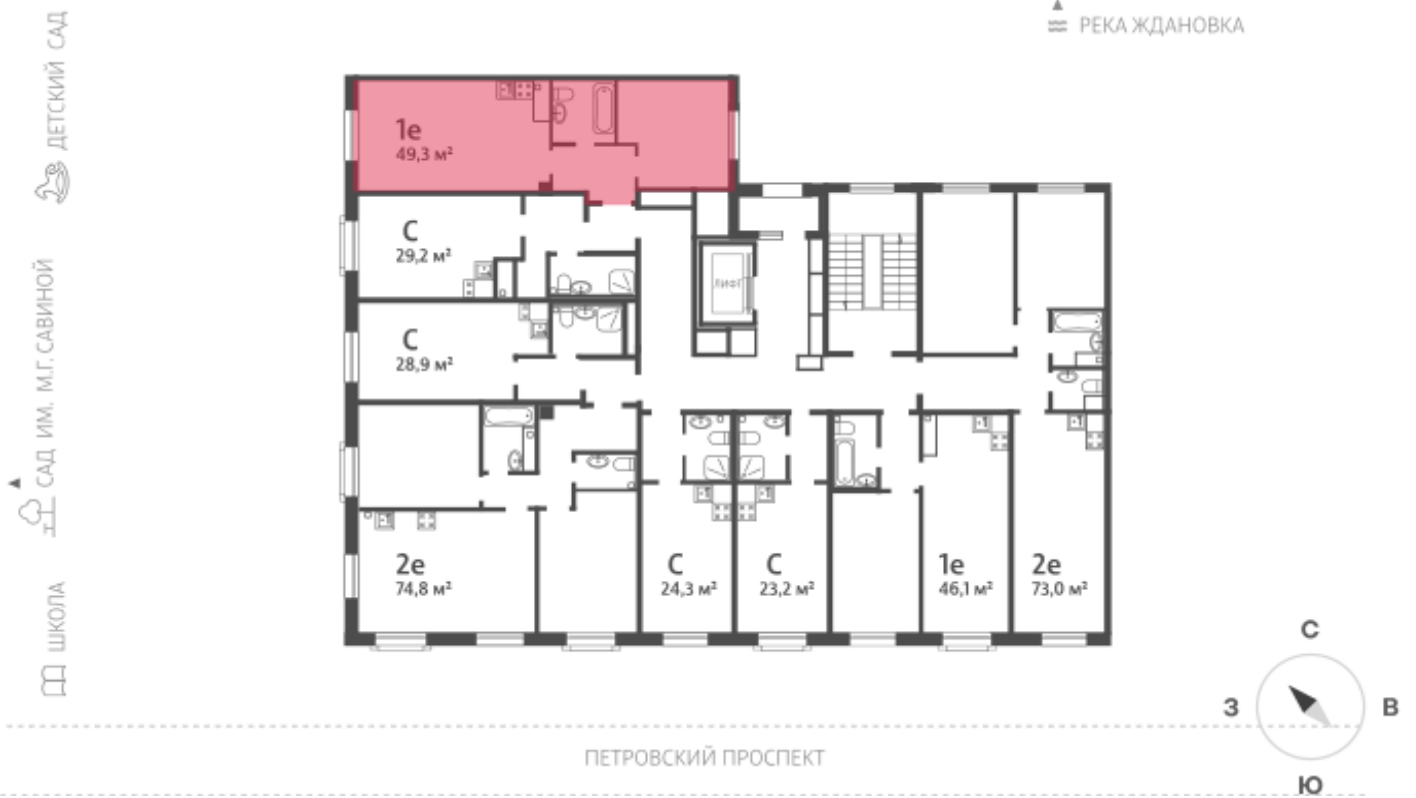 РЕКА ЖДАНОВКА
ДЕТСКИЙ САД
САД ИМ. М.Г. САВИНОЙ
ШКОЛА
1е
49,3 м²
С
29,2 м²
ЛИФТ
С
28,9 м²
2е
74,8 м²
С
24,3 м²
С
23,2 м²
1е
46,1 м²
2е
73,0 м²
С
З
В
Ю
ПЕТРОВСКИЙ ПРОСПЕКТ